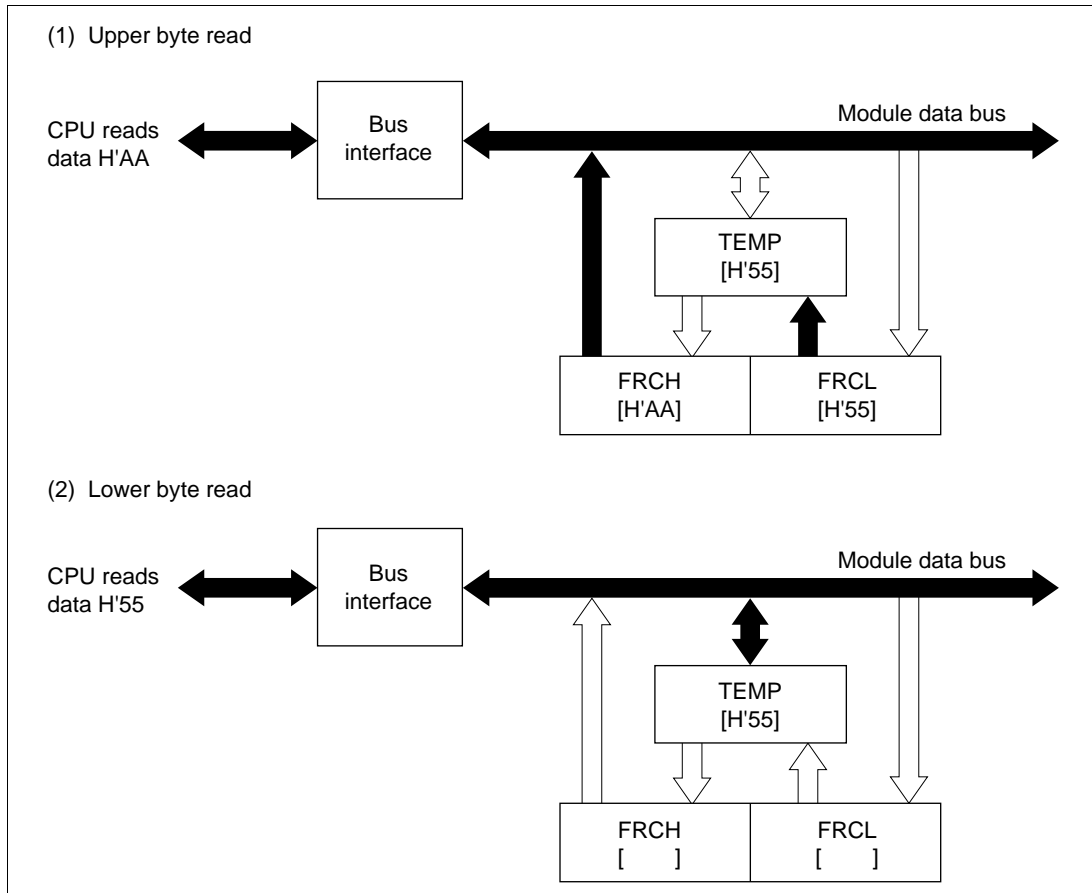 (1) Upper byte read
CPU reads
data H'AA
Bus
interface
Module data bus
TEMP
[H'55]
FRCH
[H'AA]
FRCL
[H'55]
(2) Lower byte read
CPU reads
data H'55
Bus
interface
Module data bus
TEMP
[H'55]
FRCH
[ ]
FRCL
[ ]